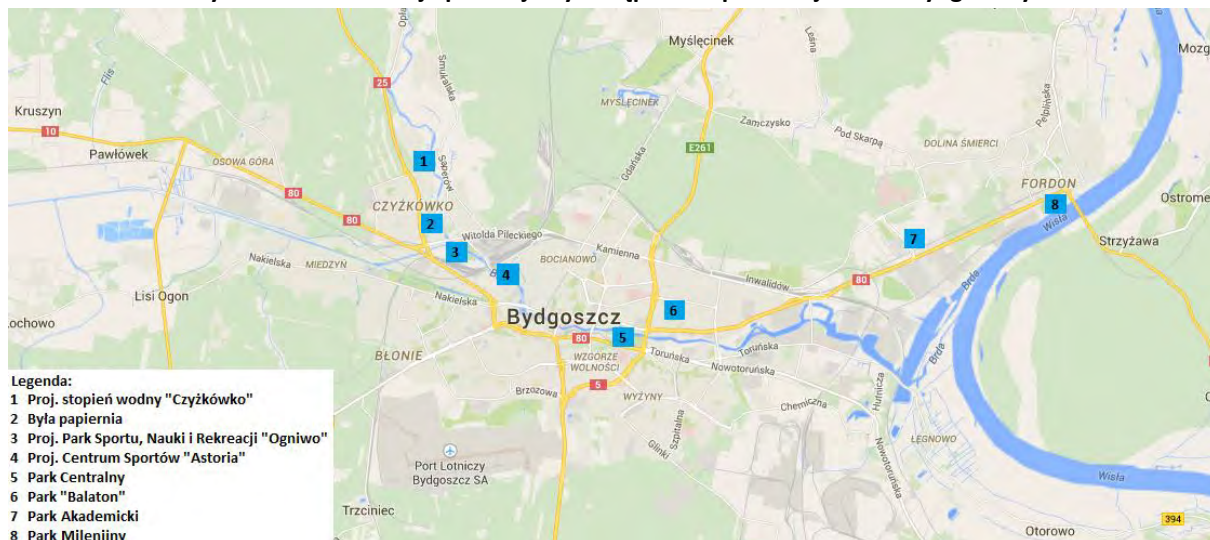 Opła
Myślęcinek
Leśna
Mozg
Flis
Smukalska
25
Pelplińska
Kruszyn
MYŚLĘCINEK
Zamczysko
Pod Skarpą
10
DOLINA ŚMIERCI
Pawłówek
OSOWA GÓRA
1
Saperów
Gdańska
E261
FORDON
80
Ostrome
CZYŻKÓWKO
8
80
2
Wisła
Witolda Pileckiego
7
Strzyżawa
3
Kamienna
Nakielska
MIEDZYŃ
BOCIANOWO
4
Inwalidów
80
Brda
Lisi Ogon
Nakielska
6
Bydgoszcz
Łochowo
5
80
Toruńska
Toruńska
BŁONIE
WZGÓRZE
WOLNOŚCI
Nowotoruńska
Brda
5
Brzozowa
WYŻYNY
Hutnicza
Chemiczna
Szpitalna
Glinki
ŁĘGNOWO
Nowotoruńska
Port Lotniczy
Bydgoszcz SA
Wisła
Trzciniec
394
Otorowo
Legenda:
1 Proj. stopień wodny "Czyżkówko"
2 Była papiernia
3 Proj. Park Sportu, Nauki i Rekreacji "Ogniwo"
4 Proj. Centrum Sportów "Astoria"
5 Park Centralny
6 Park "Balaton"
7 Park Akademicki
8 Park Milenijny